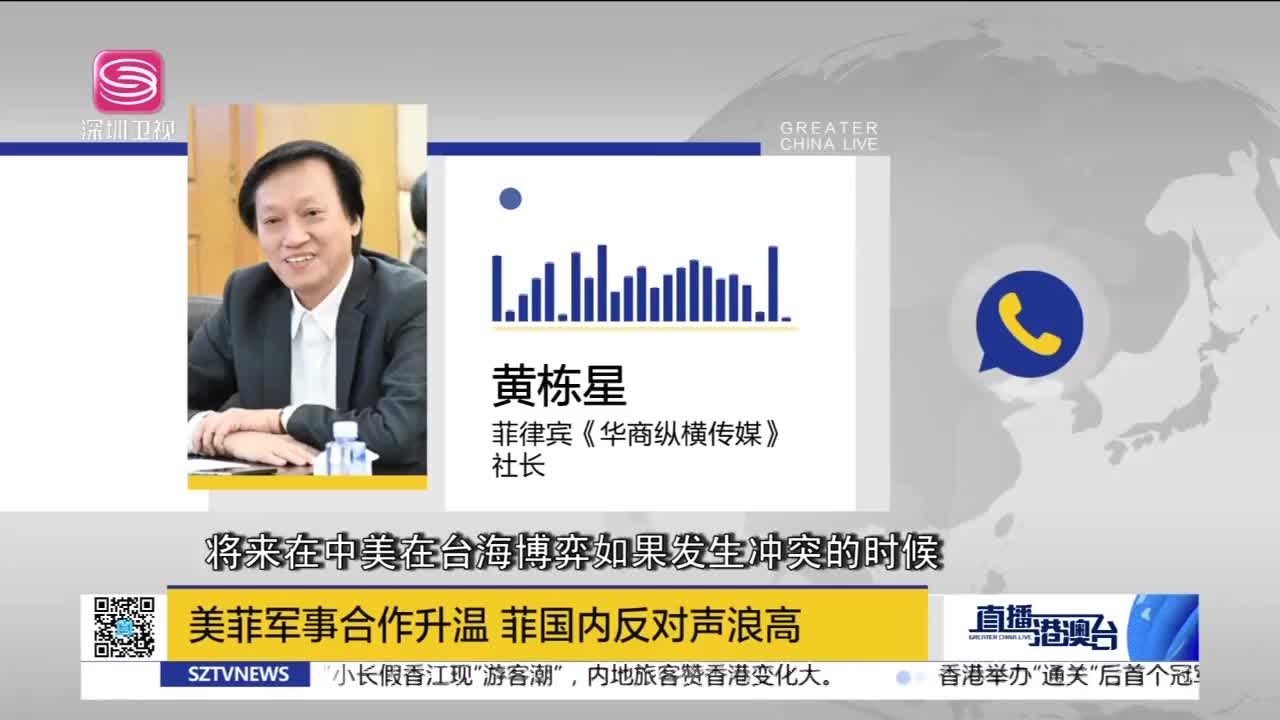 深圳卫视
GREATER
CHINA LIVE
黄栋星
菲律宾《华商纵横传媒》
社长
将来在中美在台海博弈如果发生冲突的时候
美菲军事合作升温 菲国内反对声浪高
直播港澳台
GREATER CHINA LIVE
SZTVNEWS
“小长假香江现”游客潮”，内地旅客赞香港变化大。
香港举办“通关”后首个冠